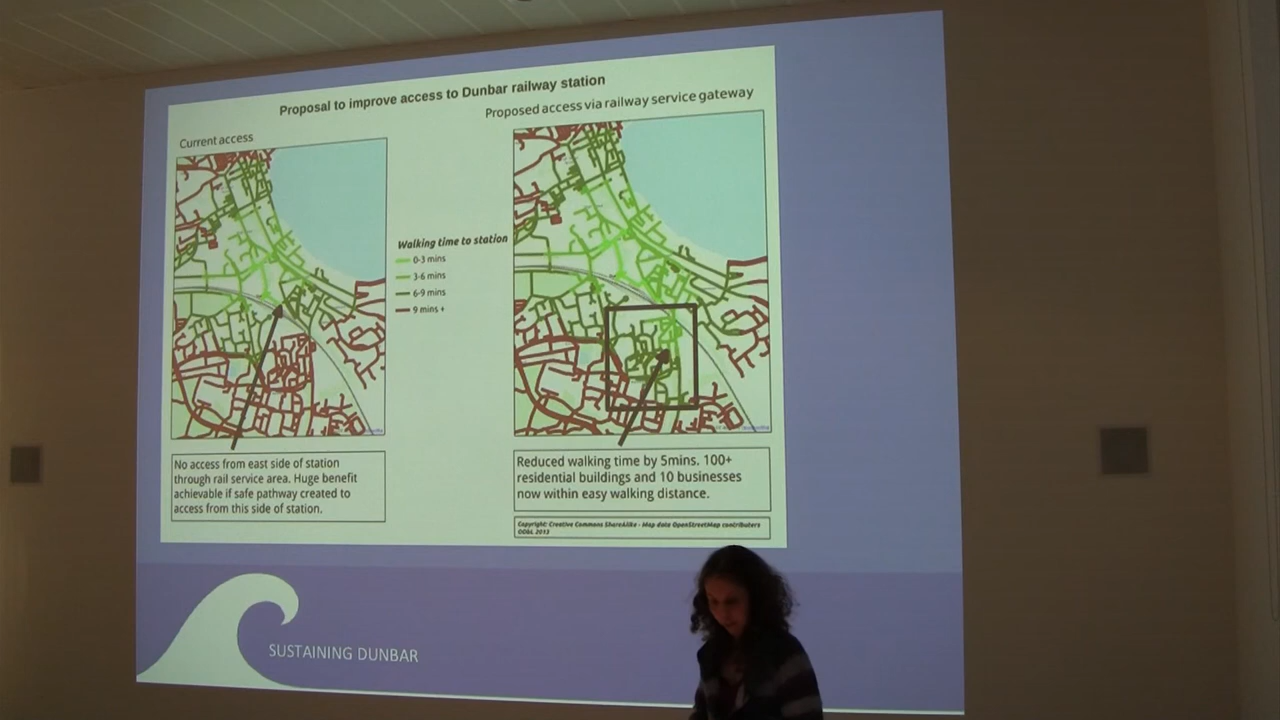 Proposal to improve access to Dunbar railway station
Current access
Proposed access via railway service gateway
Walking time to station
0-3 mins
3-6 mins
6-9 mins
9 mins +
No access from east side of station
through rail service area. Huge benefit
achievable if safe pathway created to
access from this side of station.
Reduced walking time by 5mins. 100+
residential buildings and 10 businesses
now within easy walking distance.
Copyright: Creative Commons ShareAlike - Map data OpenStreetMap contributers
ODbL 2013
SUSTAINING DUNBAR